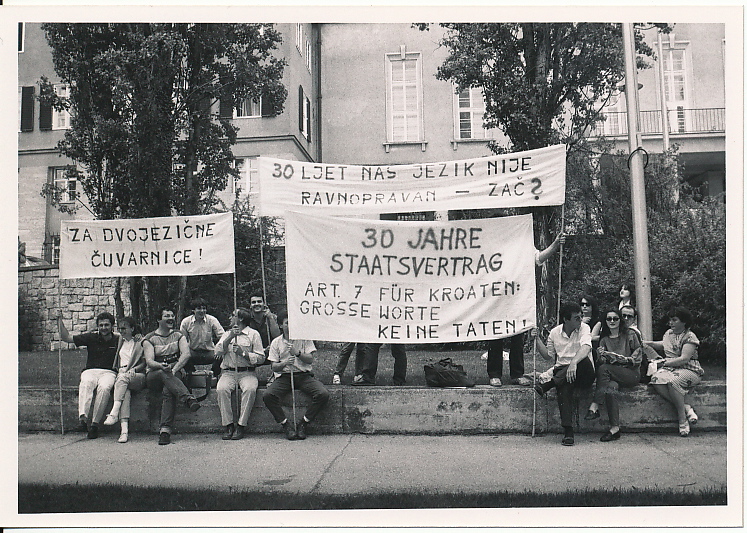 30 LJET NAŠ JEZIK NIJE
RAVNOPRAVAN – ZAČ?
ZA DVOJEZIČNE
ČUVARNICE!
30 JAHRE
STAATSVERTRAG
ART. 7 FÜR KROATEN:
GROSSE WORTE
KEINE TATEN!